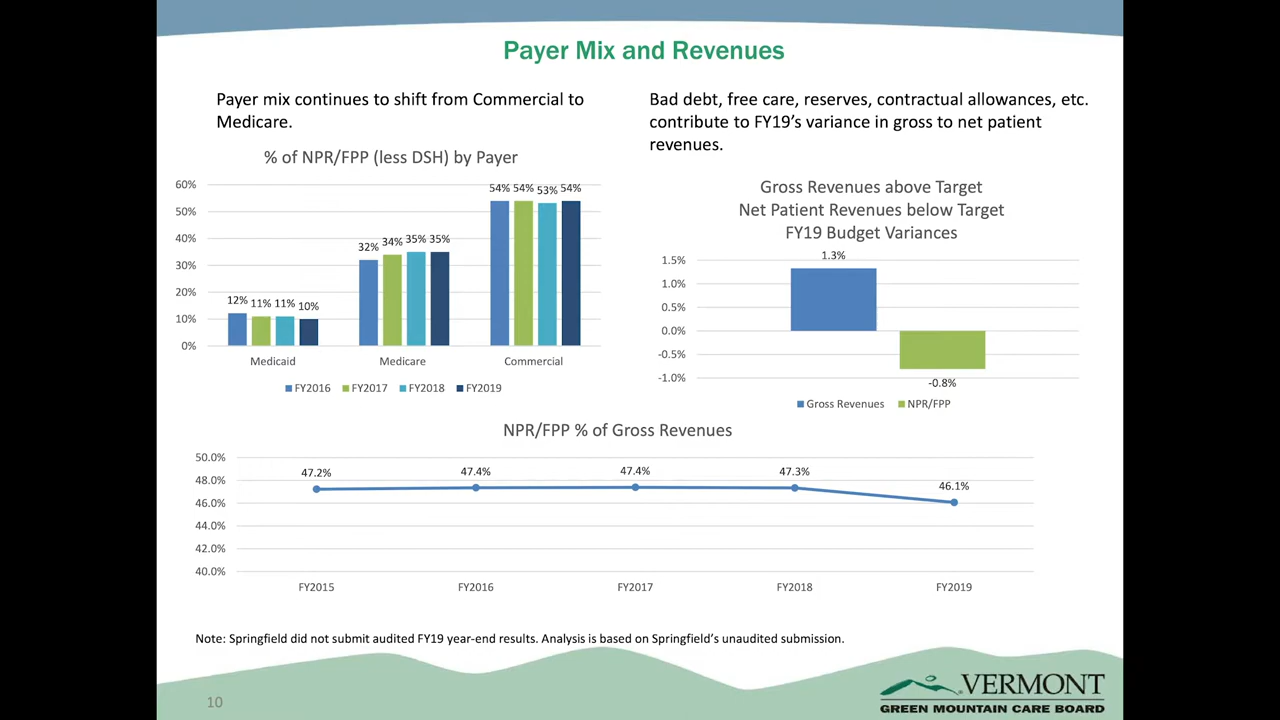 Payer Mix and Revenues
Payer mix continues to shift from Commercial to
Medicare.
% of NPR/FPP (less DSH) by Payer
60%
50%
40%
30%
20%
10%
0%
12% 11% 11% 10%
32% 34% 35% 35%
54% 54% 53% 54%
Medicaid Medicare Commercial
FY2016 FY2017 FY2018 FY2019
Bad debt, free care, reserves, contractual allowances, etc.
contribute to FY19's variance in gross to net patient
revenues.
Gross Revenues above Target
Net Patient Revenues below Target
FY19 Budget Variances
1.5%
1.0%
0.5%
0.0%
-0.5%
-1.0%
1.3%
-0.8%
Gross Revenues NPR/FPP
NPR/FPP % of Gross Revenues
50.0%
48.0%
46.0%
44.0%
42.0%
40.0%
47.2% 47.4% 47.4% 47.3% 46.1%
FY2015 FY2016 FY2017 FY2018 FY2019
Note: Springfield did not submit audited FY19 year-end results. Analysis is based on Springfield's unaudited submission.
10
VERMONT
GREEN MOUNTAIN CARE BOARD